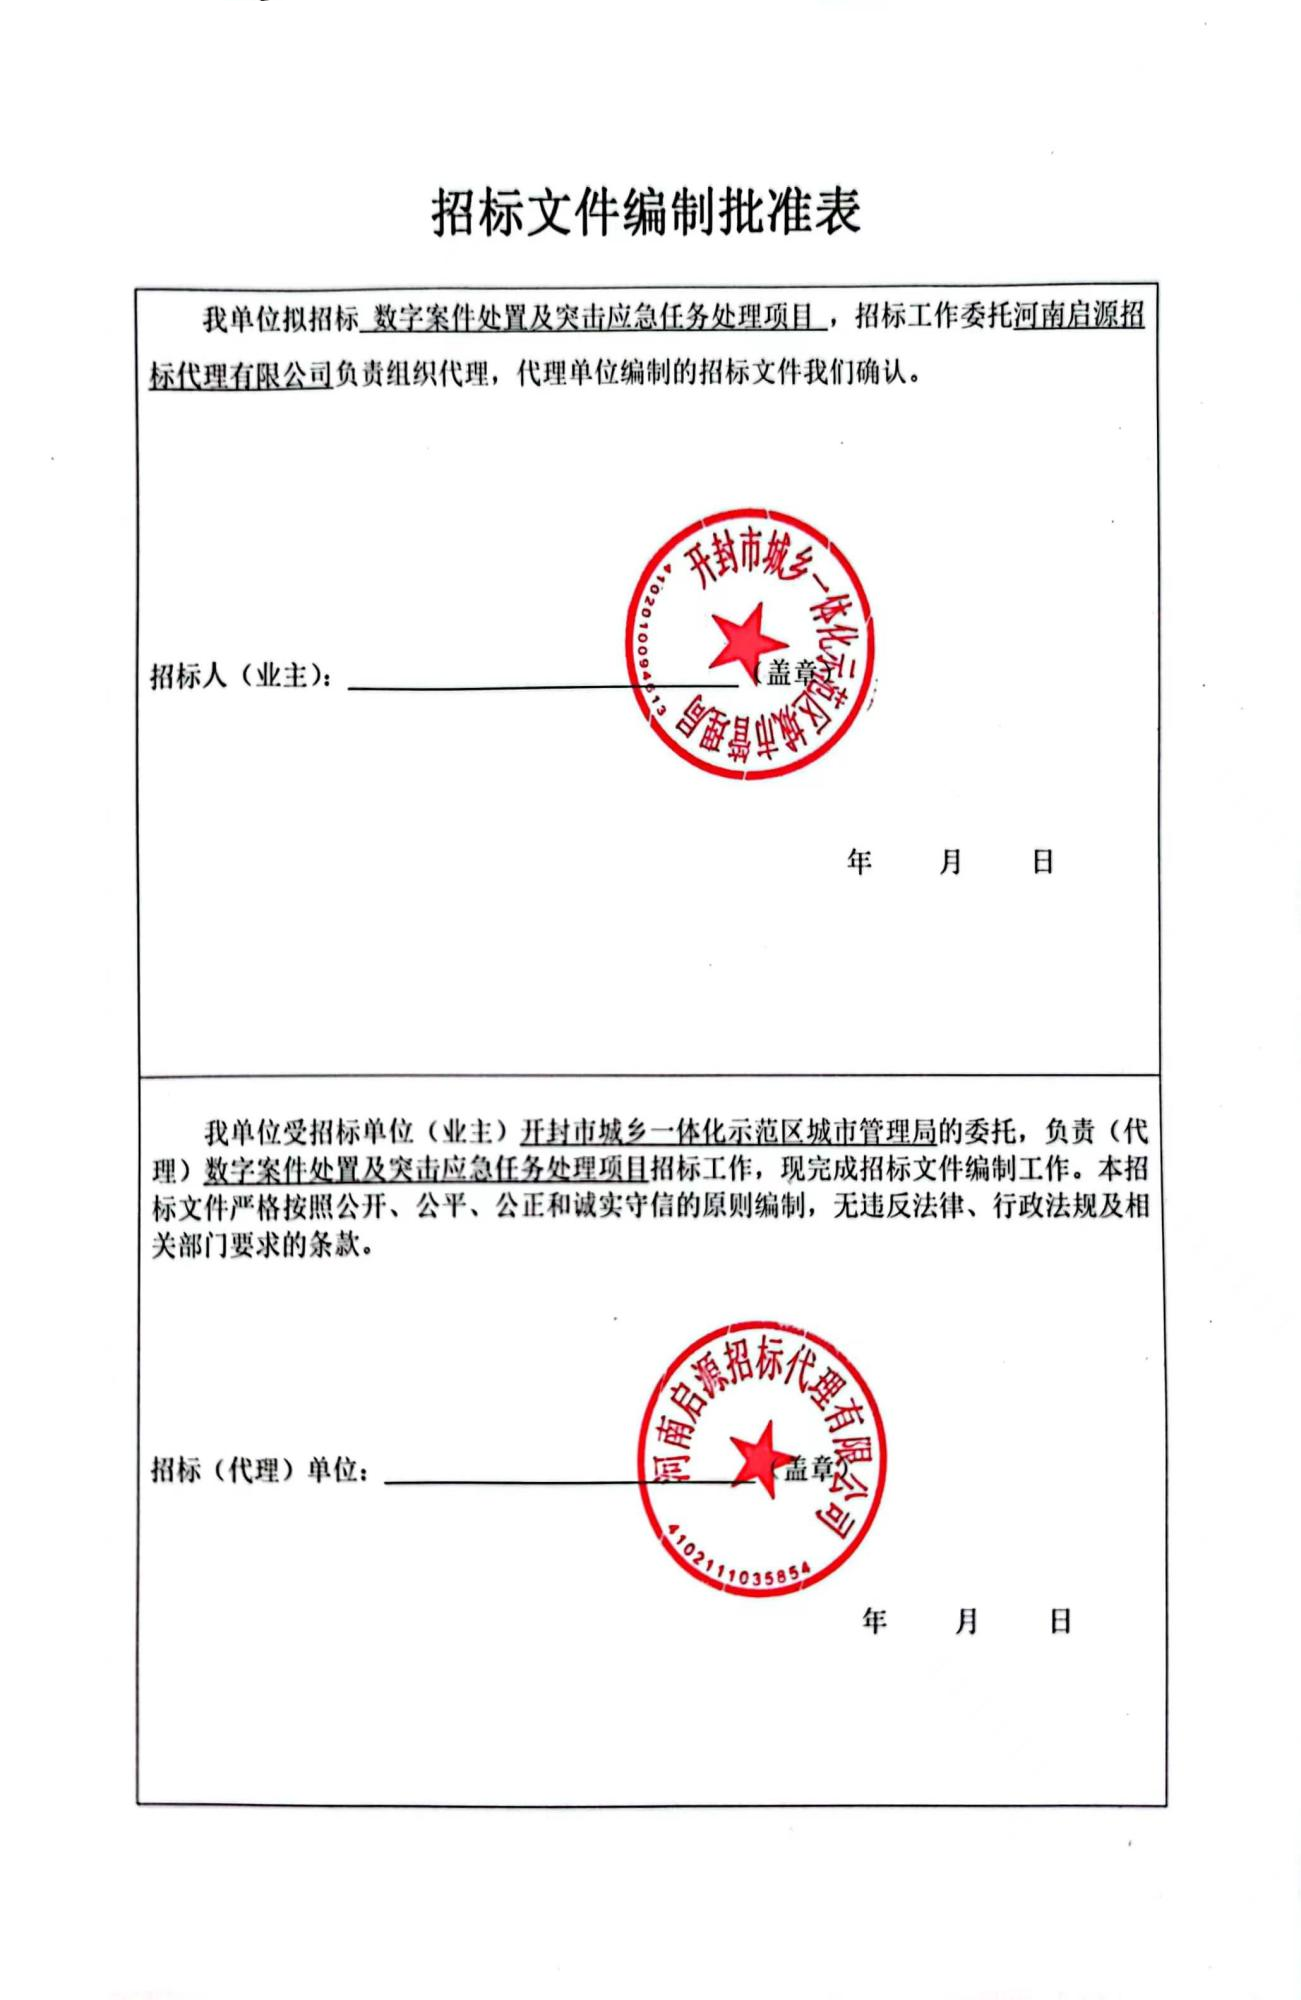 招标文件编制批准表
我单位拟招标 数字案件处置及突击应急任务处理项目 ，招标工作委托河南启源招
标代理有限公司负责组织代理，代理单位编制的招标文件我们确认。
开封市城乡一体化示范区城市管理局
4102010094613
招标人（业主）：（盖章）
年 月 日
我单位受招标单位（业主）开封市城乡一体化示范区城市管理局的委托，负责（代
理）数字案件处置及突击应急任务处理项目招标工作，现完成招标文件编制工作。本招
标文件严格按照公开、公平、公正和诚实守信的原则编制，无违反法律、行政法规及相
关部门要求的条款。
河南启源招标代理有限公司
招标（代理）单位：（盖章）
4102111035854
年 月 日